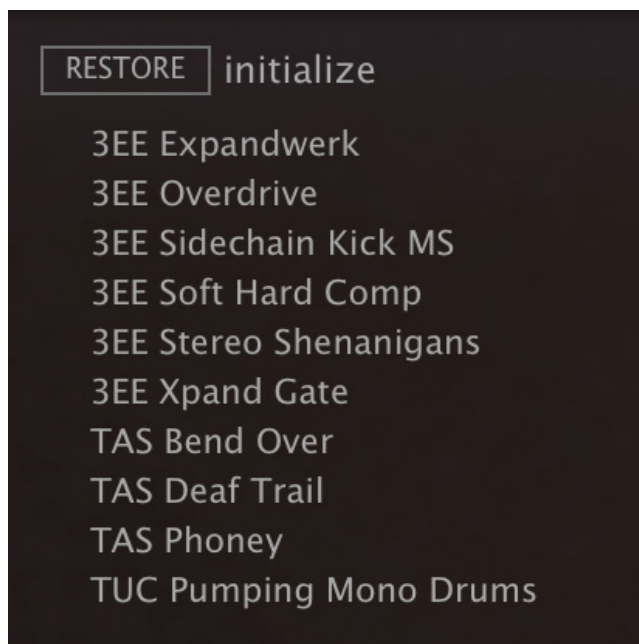 RESTORE initialize
3EE Expandwerk
3EE Overdrive
3EE Sidechain Kick MS
3EE Soft Hard Comp
3EE Stereo Shenanigans
3EE Xpand Gate
TAS Bend Over
TAS Deaf Trail
TAS Phoney
TUC Pumping Mono Drums